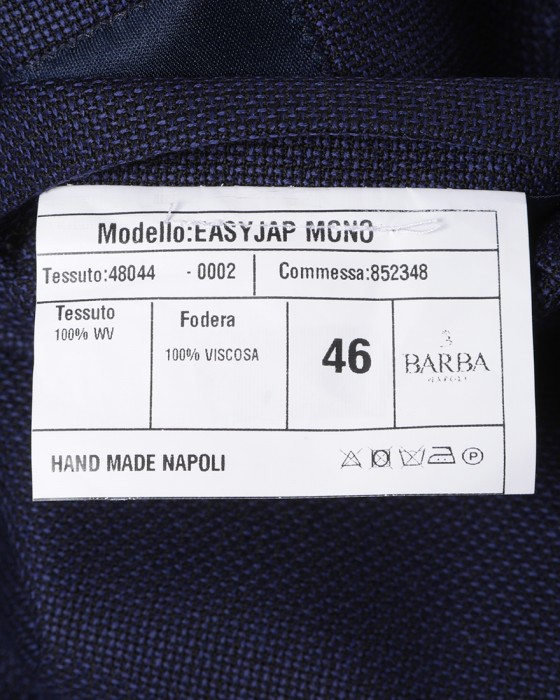 Modello:EASYJAP MONO
Tessuto:48044 -0002 Commessa:852348
Tessuto
100% WV
Fodera
100% VISCOSA
46
BARBA
NAPOLI
HAND MADE NAPOLI
P